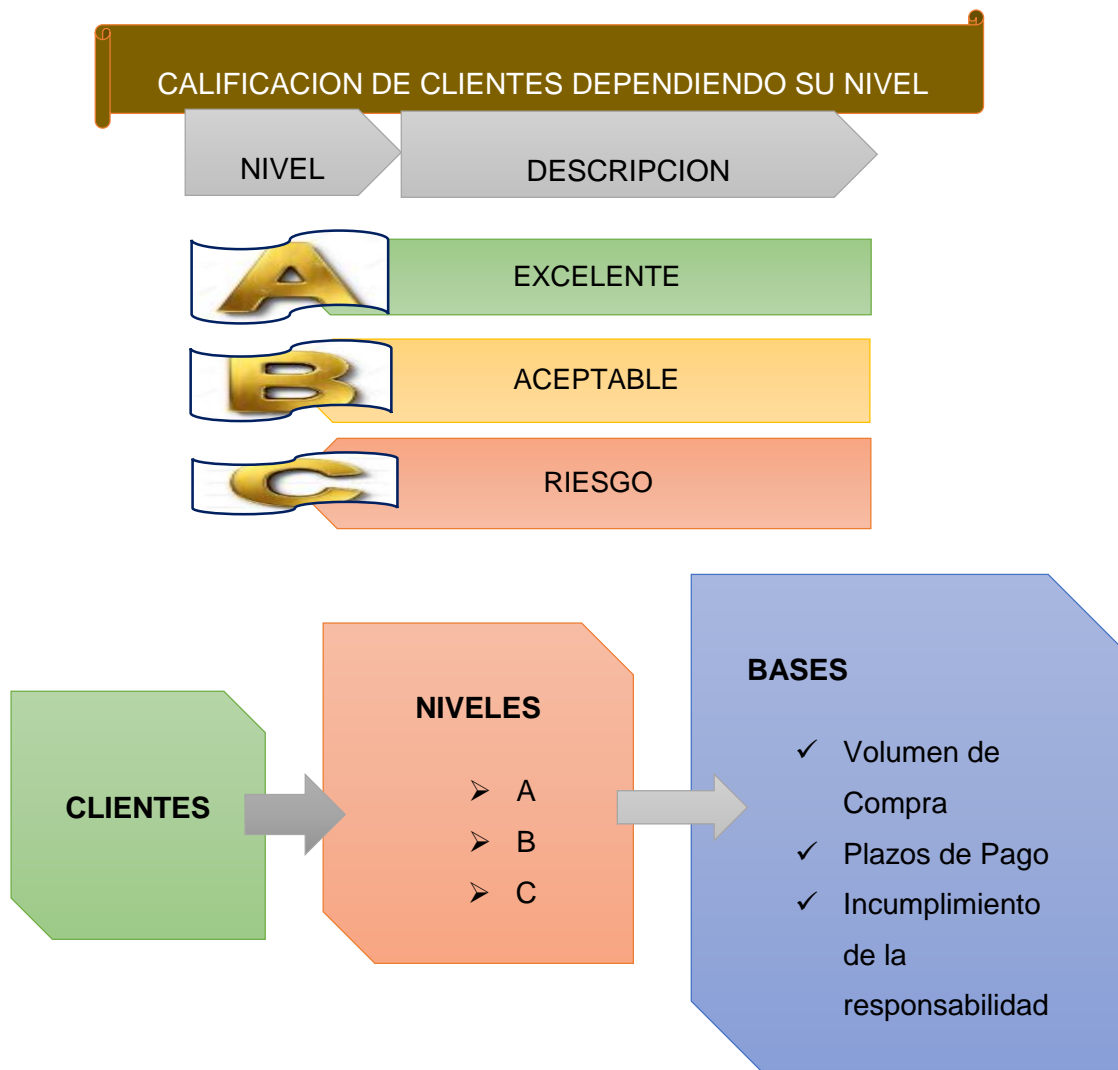 CALIFICACION DE CLIENTES DEPENDIENDO SU NIVEL
NIVEL
DESCRIPCION
A
EXCELENTE
B
ACEPTABLE
C
RIESGO
CLIENTES
NIVELES
➢ A
➢ B
➢ C
BASES
✓ Volumen de
Compra
✓ Plazos de Pago
✓ Incumplimiento
de la
responsabilidad